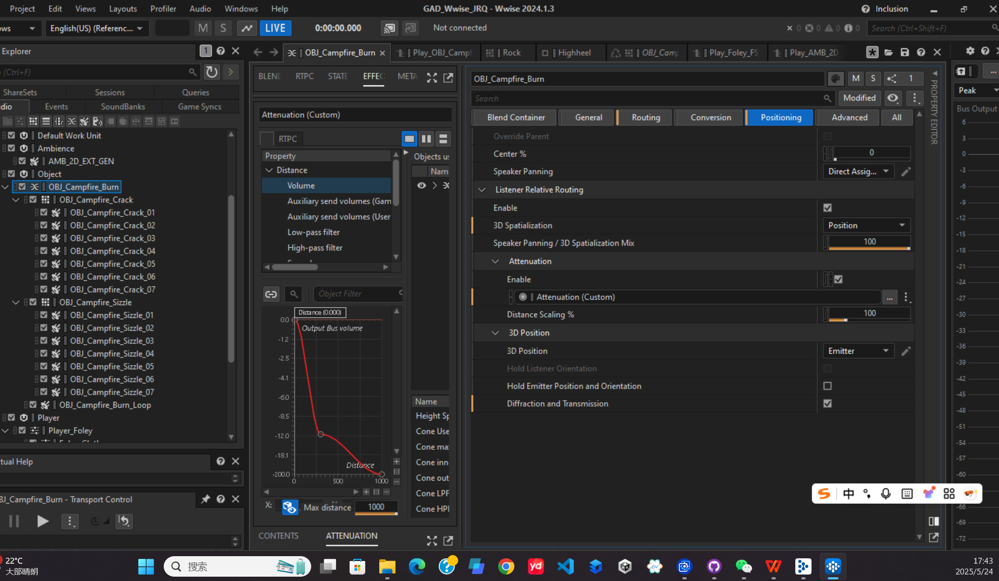 Project Edit Views Layouts Profiler Audio Windows Help
GAD_Wwise_JRQ - Wwise 2024.1.3
Inclusion
ows
English(US) (Referenc...
M S
LIVE
0:00:00.000
Not connected
0 0 0 0
Search (Ctrl+Shift+F)
Explorer
1
(Ctrl+F)
ShareSets Sessions Queries
dio Events SoundBanks Game Syncs
Default Work Unit
Ambience
AMB_2D_EXT_GEN
Object
OBJ_Campfire_Burn
OBJ_Campfire_Crack
OBJ_Campfire_Crack_01
OBJ_Campfire_Crack_02
OBJ_Campfire_Crack_03
OBJ_Campfire_Crack_04
OBJ_Campfire_Crack_05
OBJ_Campfire_Crack_06
OBJ_Campfire_Crack_07
OBJ_Campfire_Sizzle
OBJ_Campfire_Sizzle_01
OBJ_Campfire_Sizzle_02
OBJ_Campfire_Sizzle_03
OBJ_Campfire_Sizzle_04
OBJ_Campfire_Sizzle_05
OBJ_Campfire_Sizzle_06
OBJ_Campfire_Sizzle_07
OBJ_Campfire_Burn_Loop
Player
Player_Foley
tual Help
BJ_Campfire_Burn - Transport Control
OBJ_Campfire_Burn
Play_OBJ_Campf
Rock
Highheel
OBJ_Camp
Play_Foley_FS
Play_AMB_2D
BLEND RTPC STATE EFFEC META
Attenuation (Custom)
RTPC
Property
Distance
Volume
Auxiliary send volumes (Gam
Auxiliary send volumes (User
Low-pass filter
High-pass filter
Objects us
Name
Object Filter
Distance (0.000)
Output Bus volume
0.0
-1.2
-2.5
-4.1
-6.0
-8.5
-12.0
-18.1
-200.0
Distance
0 500 1000
X:
Max distance 1000
Name
Height Sp
Cone Use
Cone max
Cone inn
Cone out
Cone LPF
Cone HPI
CONTENTS ATTENUATION
OBJ_Campfire_Burn
M S 1
Search
Modified
Blend Container General Routing Conversion Positioning Advanced All
Override Parent
Center % 0
Speaker Panning Direct Assig...
Listener Relative Routing
Enable
3D Spatialization Position
Speaker Panning / 3D Spatialization Mix 100
Attenuation
Enable
Attenuation (Custom) ...
Distance Scaling % 100
3D Position
3D Position Emitter
Hold Listener Orientation
Hold Emitter Position and Orientation
Diffraction and Transmission
PROPERTY EDITOR
...
Peak
Bus Output
6
3
0
-3
-6
-9
-12
-15
-18
-21
-24
-27
-30
-33
-36
-39
-42
-45
-48
-51
-54
-57
-60
-66
-69
-72
中
22°C
大部晴朗
搜索
yd
17:43
2025/5/24